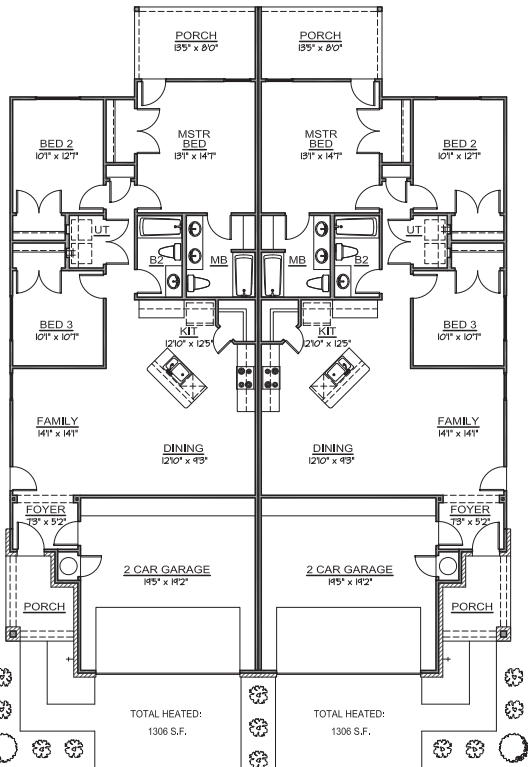 PORCH
13'5" x 8'0"
PORCH
13'5" x 8'0"
BED 2
10'1" x 12'7"
MSTR
BED
13'1" x 14'7"
MSTR
BED
13'1" x 14'7"
BED 2
10'1" x 12'7"
UT
B2
MB
MB
B2
UT
BED 3
10'1" x 10'7"
KIT
12'10" x 12'5"
KIT
12'10" x 12'5"
BED 3
10'1" x 10'7"
FAMILY
14'1" x 14'1"
DINING
12'10" x 9'3"
DINING
12'10" x 9'3"
FAMILY
14'1" x 14'1"
FOYER
7'3" x 5'2"
FOYER
7'3" x 5'2"
2 CAR GARAGE
19'5" x 19'2"
2 CAR GARAGE
19'5" x 19'2"
PORCH
PORCH
TOTAL HEATED:
1306 S.F.
TOTAL HEATED:
1306 S.F.